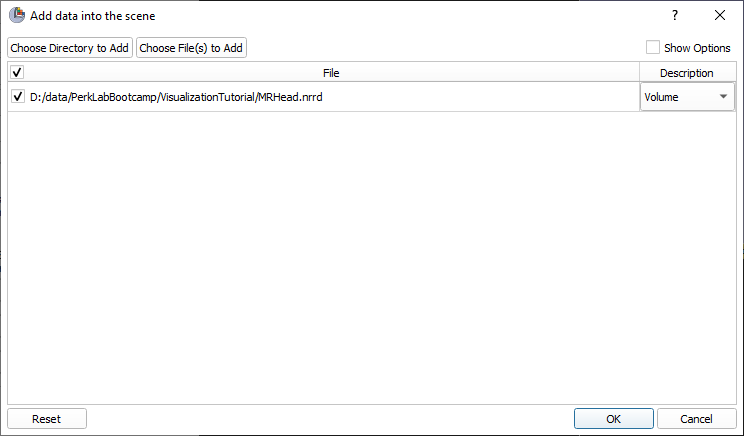 Add data into the scene
?
Choose Directory to Add Choose File(s) to Add Show Options
File Description
D:/data/PerkLabBootcamp/VisualizationTutorial/MRHead.nrrd Volume
Reset OK Cancel